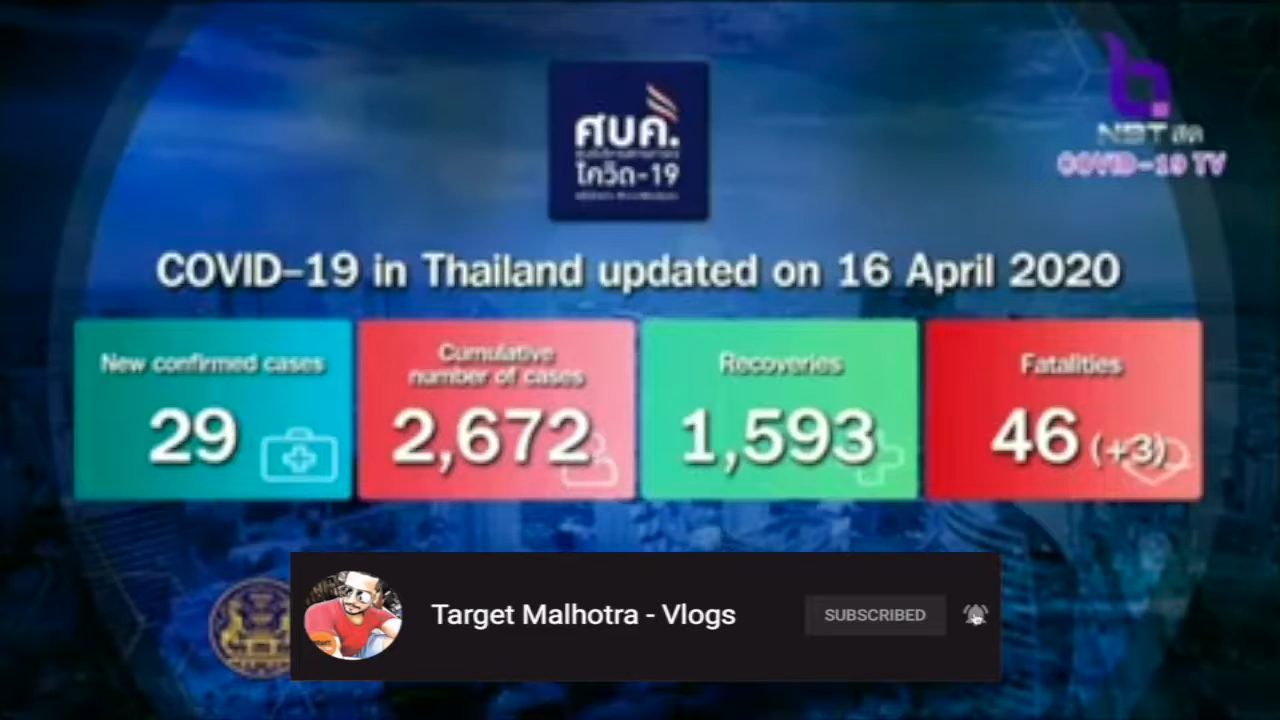 ศบค.
โควิด-19
NBT สด
COVID-19 TV
COVID-19 in Thailand updated on 16 April 2020
New confirmed cases
29
Cumulative
number of cases
2,672
Recoveries
1,593
Fatalities
46 (+3)
Target Malhotra - Vlogs
SUBSCRIBED